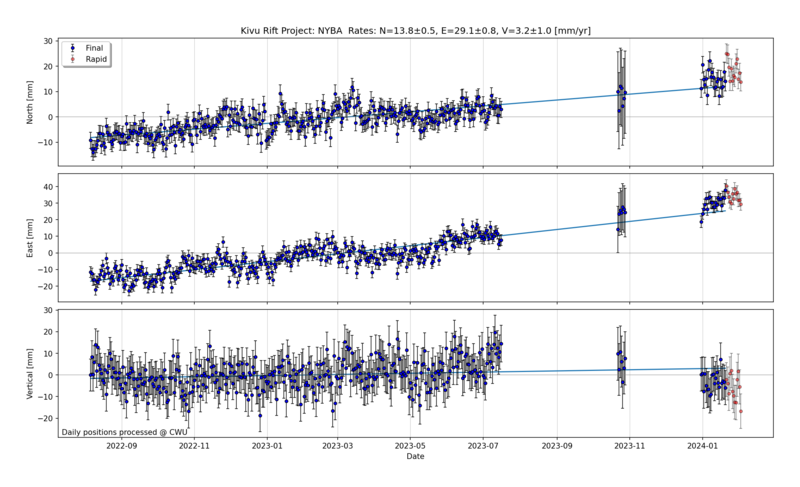 Kivu Rift Project: NYBA Rates: N=13.8±0.5, E=29.1±0.8, V=3.2±1.0 [mm/yr]
30
20
10
0
−10
North [mm]
Final
Rapid
40
30
20
10
0
−10
−20
East [mm]
30
20
10
0
−10
−20
Vertical [mm]
Daily positions processed @ CWU
2022-09 2022-11 2023-01 2023-03 2023-05 2023-07 2023-09 2023-11 2024-01
Date